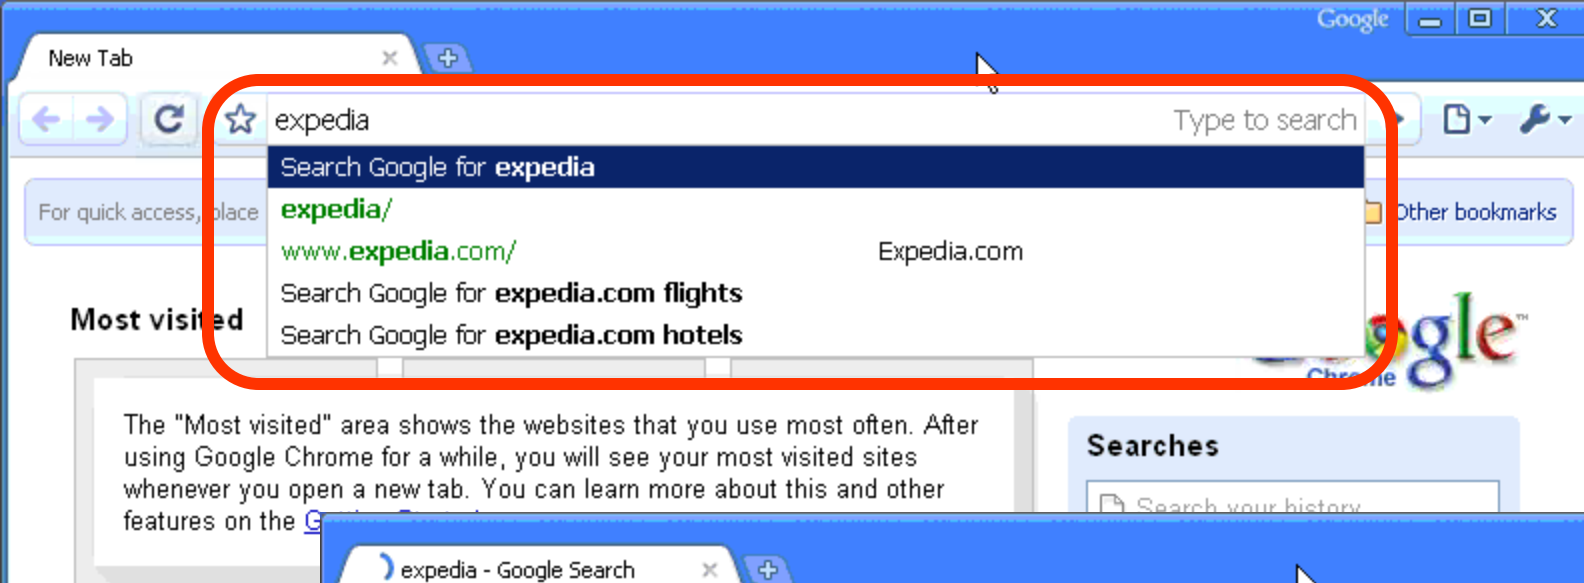 Google
New Tab
expedia
Type to search
Search Google for expedia
For quick access, place
expedia/
Other bookmarks
www.expedia.com/
Expedia.com
Search Google for expedia.com flights
Most visited
Search Google for expedia.com hotels
The "Most visited" area shows the websites that you use most often. After
using Google Chrome for a while, you will see your most visited sites
whenever you open a new tab. You can learn more about this and other
features on the
Searches
Search your history
expedia - Google Search